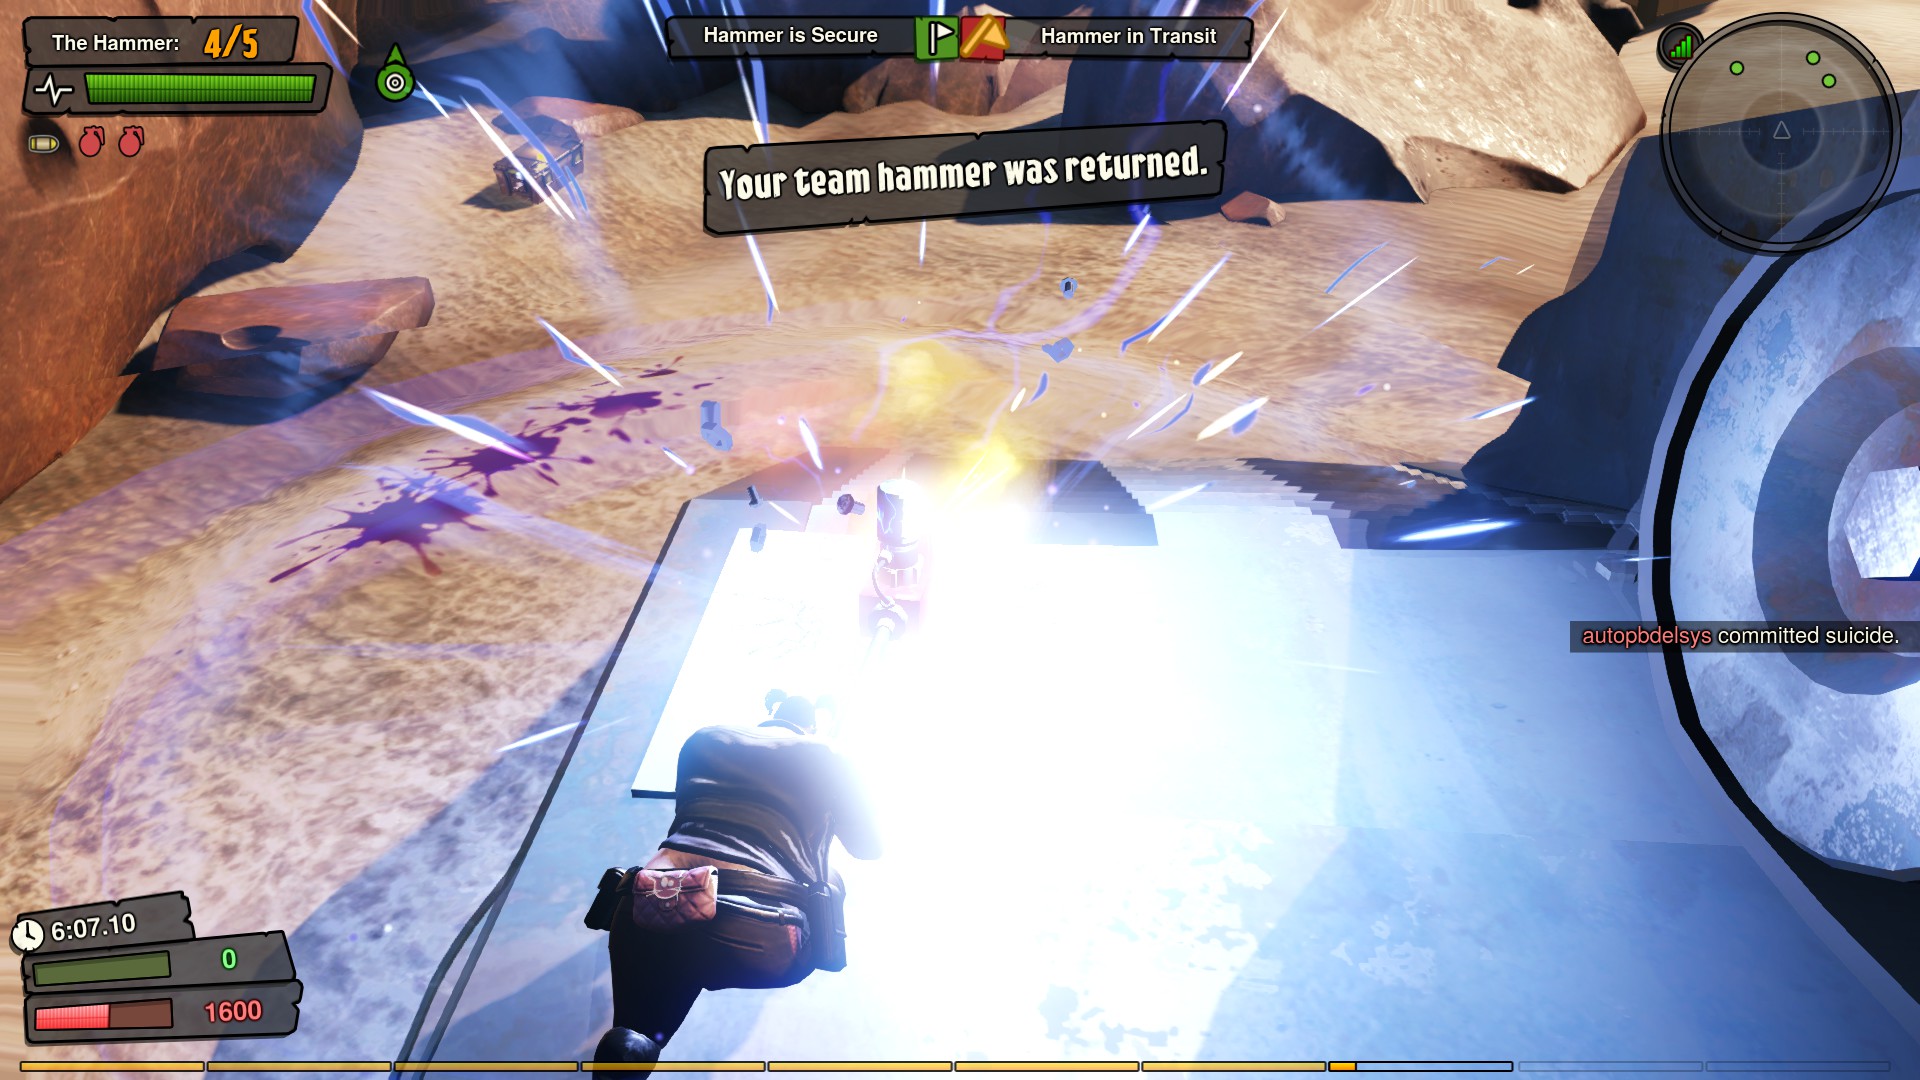 The Hammer: 4/5
Hammer is Secure
Hammer in Transit
Your team hammer was returned.
autopbdelsys committed suicide.
6:07.10
0
1600